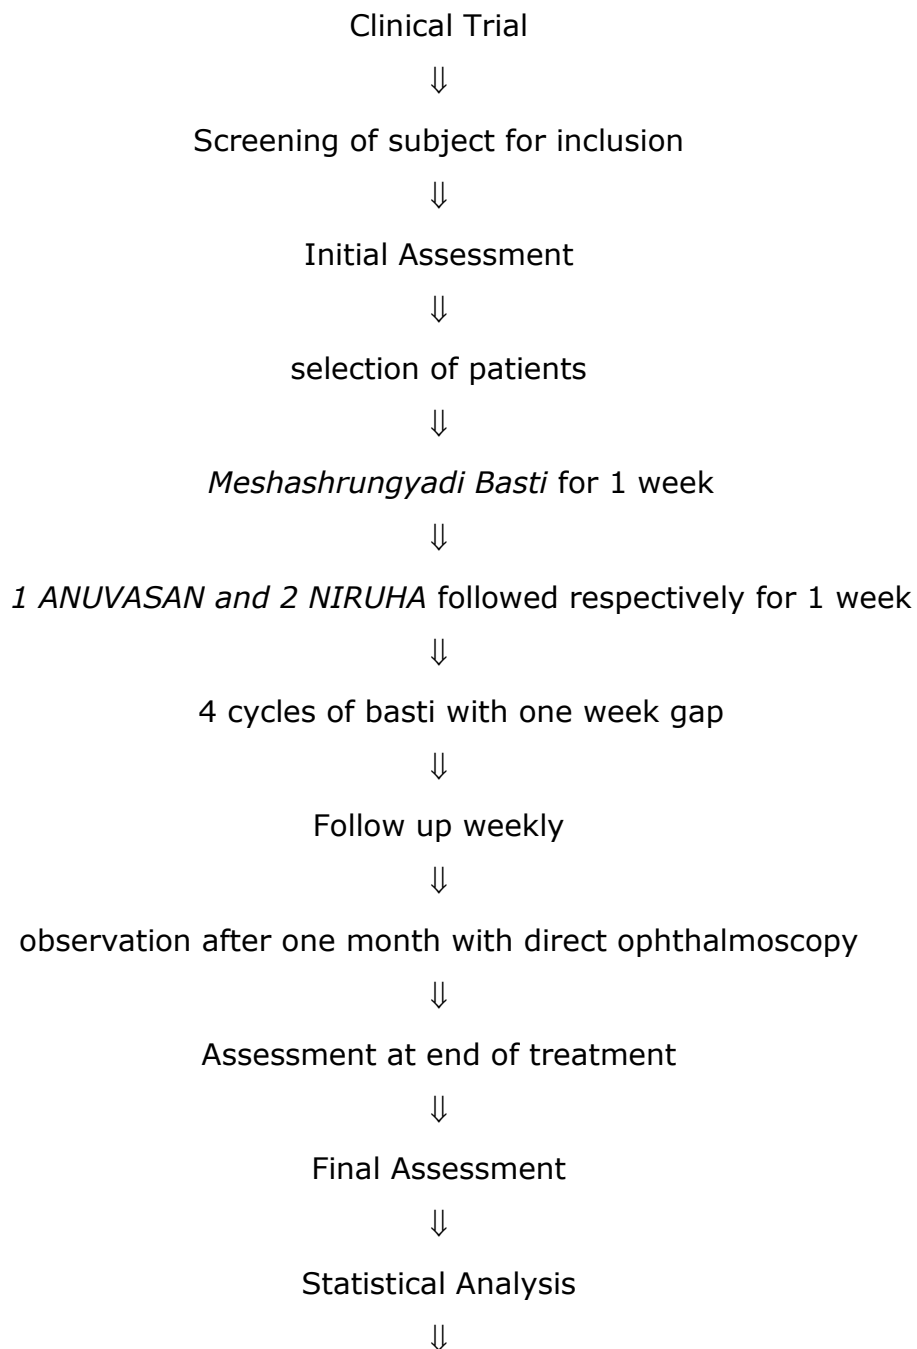 Clinical Trial
⇓
Screening of subject for inclusion
⇓
Initial Assessment
⇓
selection of patients
⇓
Meshashrungyadi Basti for 1 week
⇓
1 ANUVASAN and 2 NIRUHA followed respectively for 1 week
⇓
4 cycles of basti with one week gap
⇓
Follow up weekly
⇓
observation after one month with direct ophthalmoscopy
⇓
Assessment at end of treatment
⇓
Final Assessment
⇓
Statistical Analysis
⇓